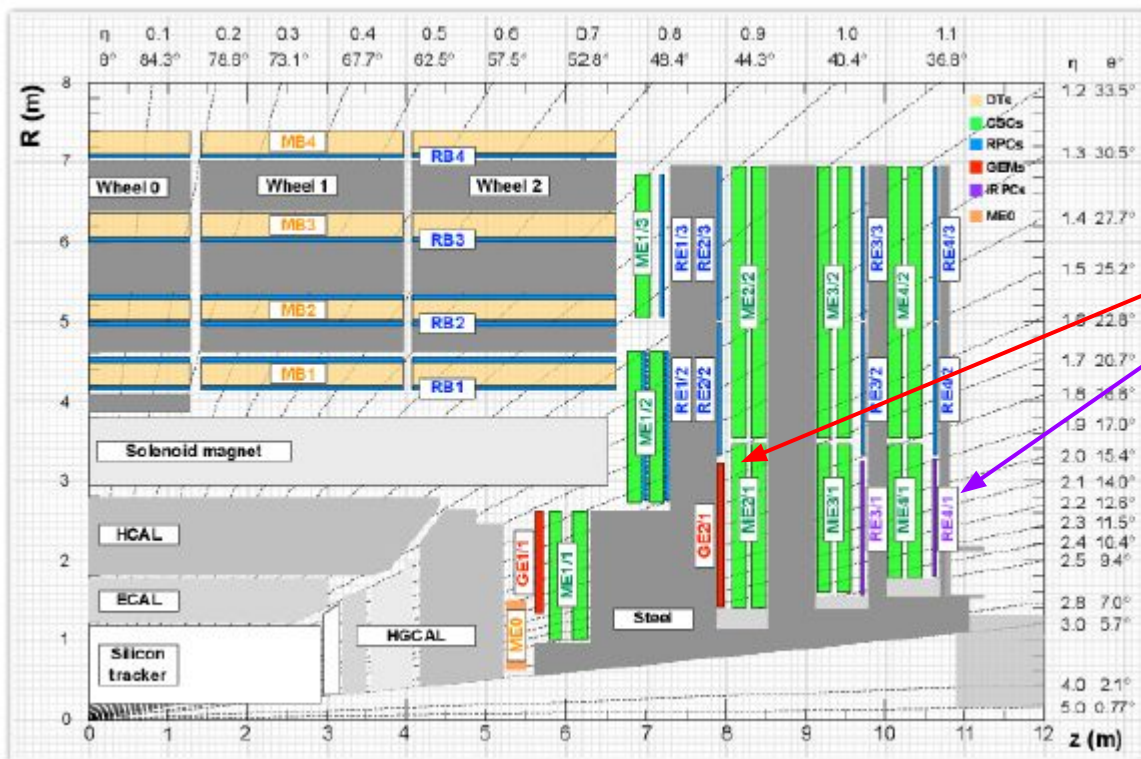 η 0.1 0.2 0.3 0.4 0.5 0.6 0.7 0.8 0.9 1.0 1.1
θ° 84.3° 78.6° 73.1° 67.7° 62.5° 57.5° 52.8° 48.4° 44.3° 40.4° 36.8°
η θ°
R (m)
8
7
6
5
4
3
2
1
0
1.2 33.5°
1.3 30.5°
1.4 27.7°
1.5 25.2°
1.6 22.8°
1.7 20.7°
1.8 18.8°
1.9 17.0°
2.0 15.4°
2.1 14.0°
2.2 12.6°
2.3 11.5°
2.4 10.4°
2.5 9.4°
2.8 7.0°
3.0 5.7°
4.0 2.1°
5.0 0.77°
DTs
CSCs
RPCs
GEMs
iRPCs
ME0
MB4
RB4
Wheel 0
Wheel 1
Wheel 2
MB3
RB3
MB2
RB2
MB1
RB1
Solenoid magnet
HCAL
ECAL
Silicon
tracker
HGCAL
Steel
ME0
GE1/1
ME1/1
ME1/2
ME1/3
RE1/3
RE2/3
RE1/2
RE2/2
GE2/1
ME2/2
ME2/1
ME3/2
ME3/1
RE3/3
RE3/2
RE3/1
ME4/2
ME4/1
RE4/3
RE4/2
RE4/1
0 1 2 3 4 5 6 7 8 9 10 11 12
z (m)